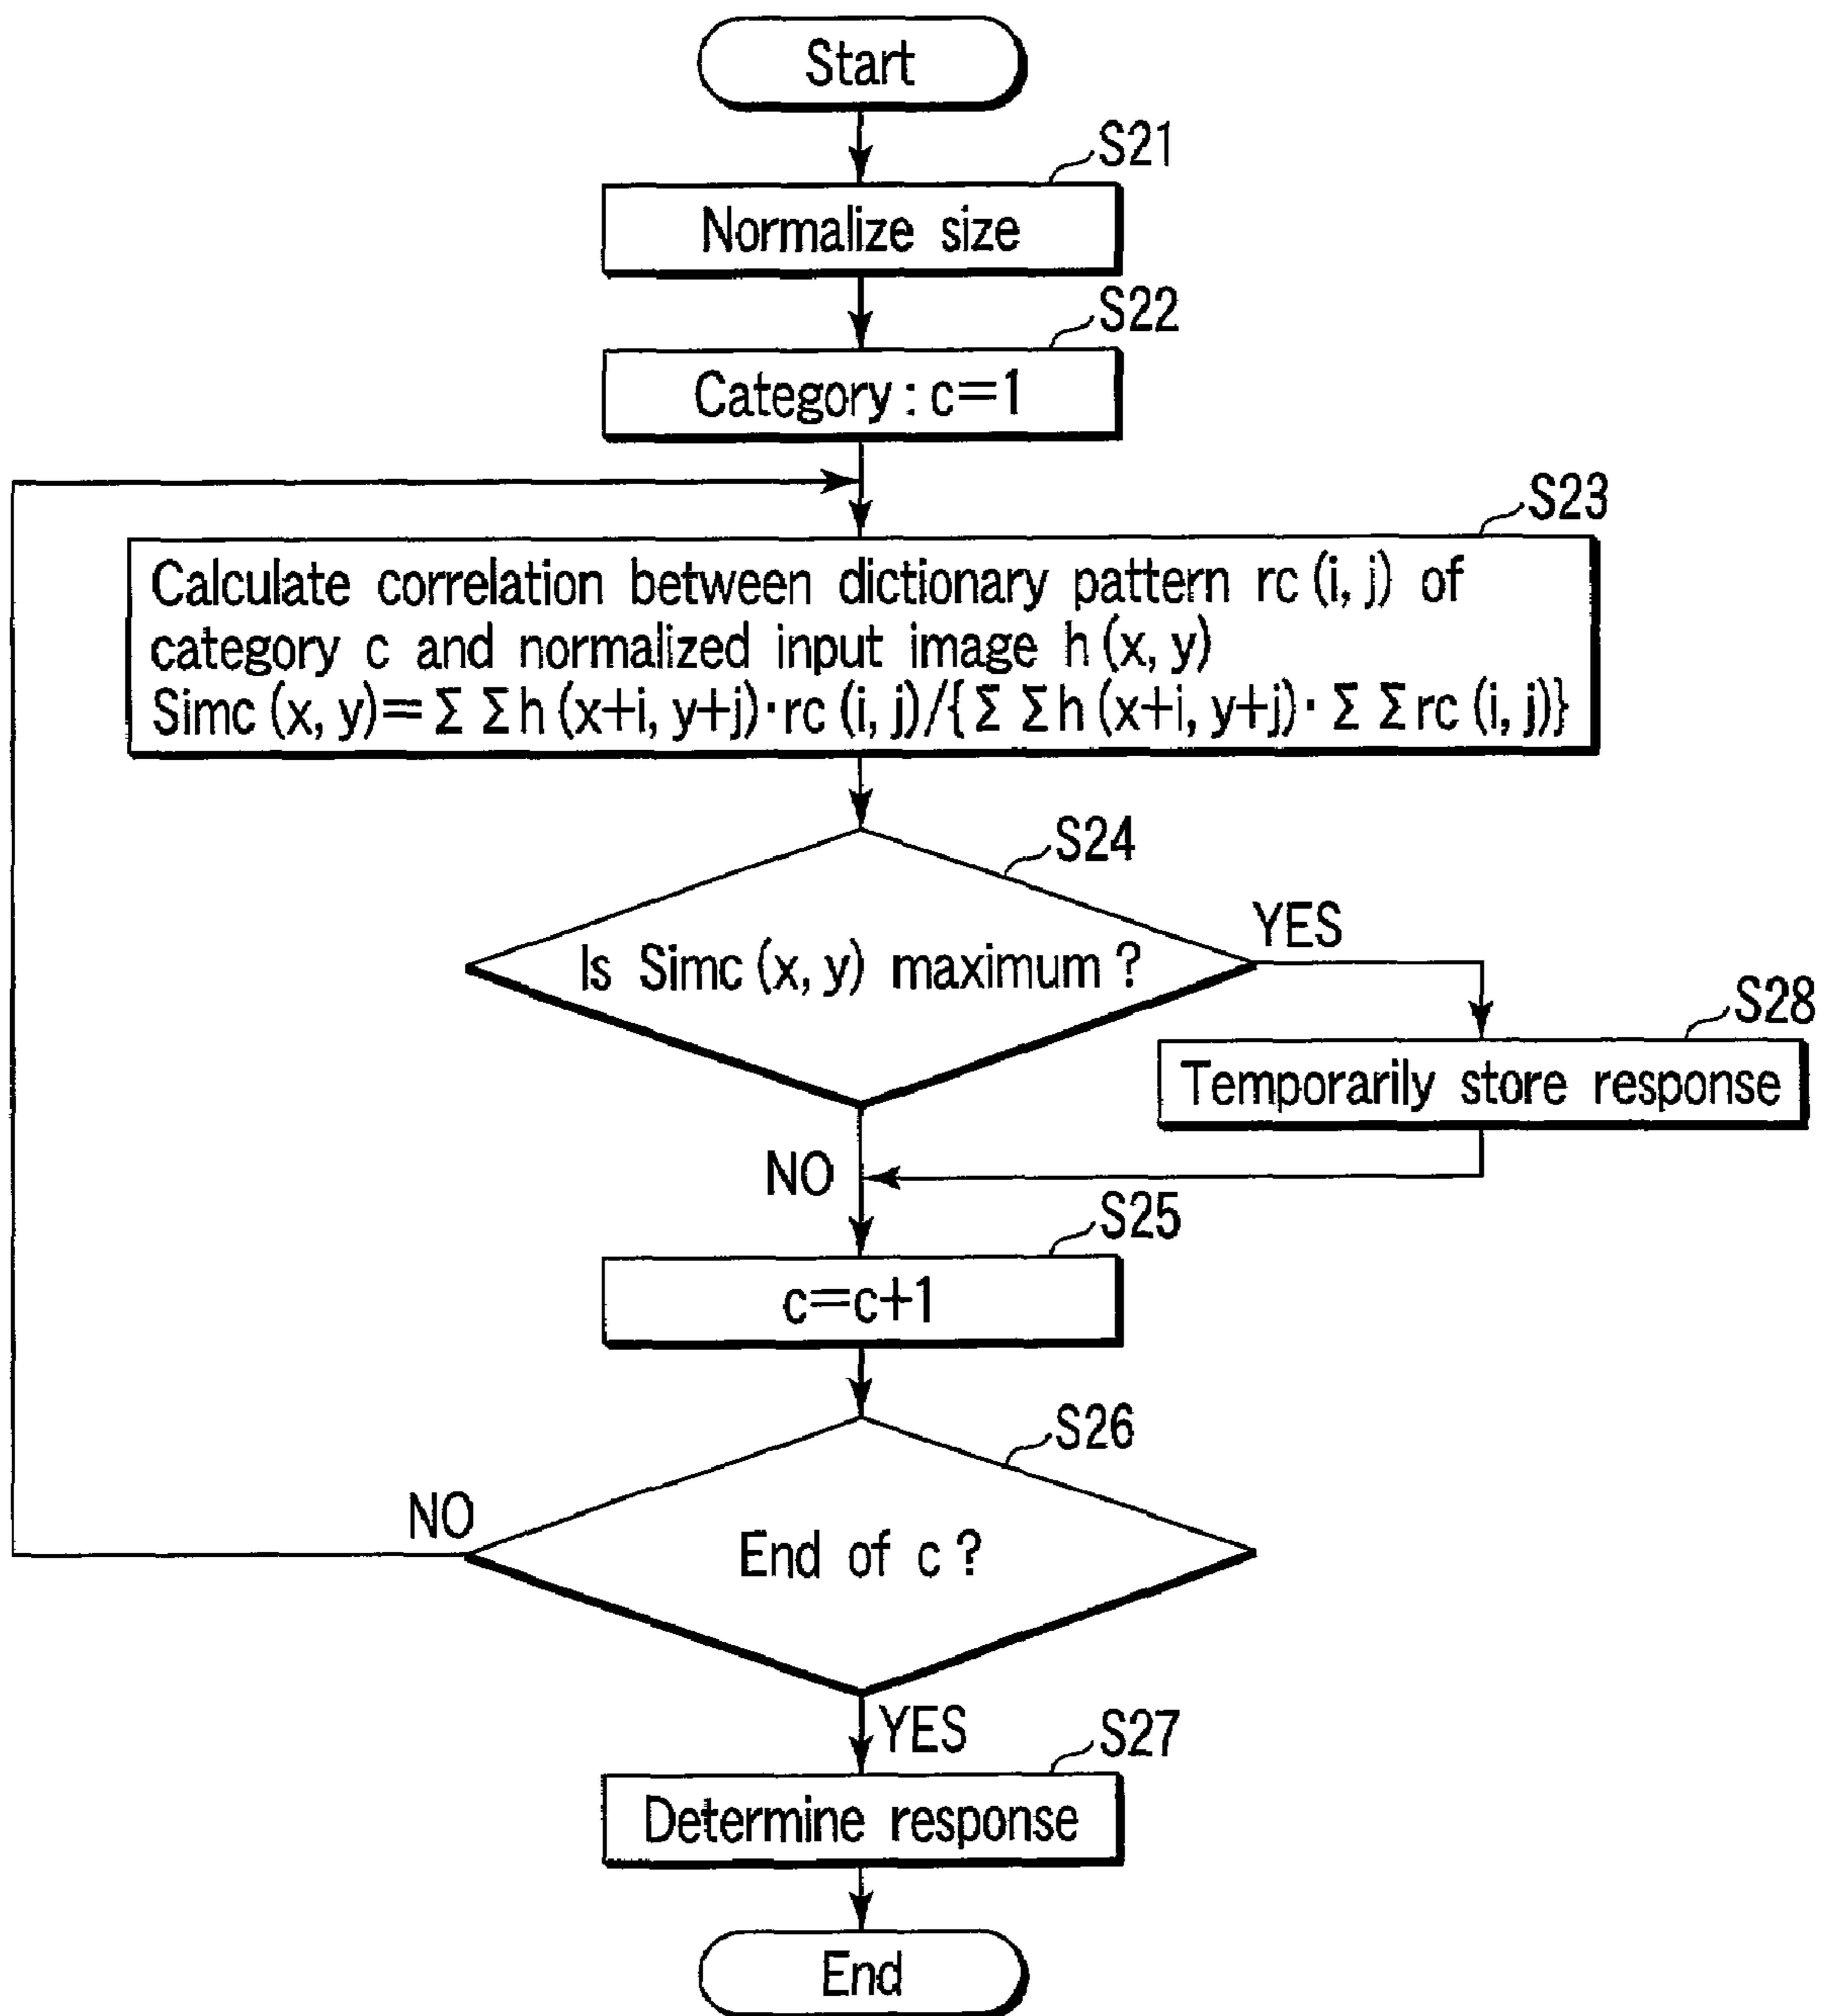 Start
S21
Normalize size
S22
Category : c=1
S23
Calculate correlation between dictionary pattern rc (i, j) of
category c and normalized input image h (x, y)
Simc (x, y)= Σ Σ h (x+i, y+j)·rc (i, j)/{Σ Σ h (x+i, y+j)· Σ Σ rc (i, j)}
S24
Is Simc (x, y) maximum ?
YES
S28
Temporarily store response
NO
S25
c=c+1
S26
End of c ?
NO
YES
S27
Determine response
End